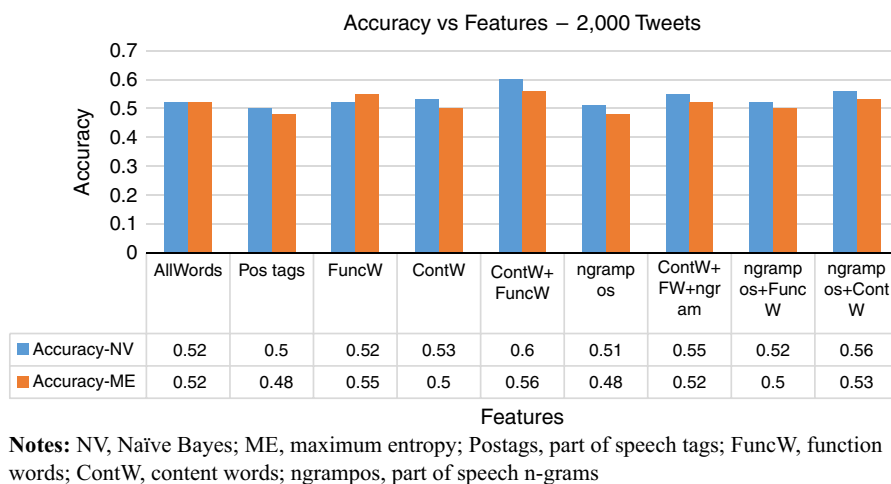 Accuracy vs Features – 2,000 Tweets
0.7
0.6
0.5
0.4
0.3
0.2
0.1
0
Accuracy
AllWords Pos tags FuncW ContW ContW+ ngramp ContW+ ngramp ngramp
FuncW os FW+ngr os+Func os+Cont
am W W
Accuracy-NV 0.52 0.5 0.52 0.53 0.6 0.51 0.55 0.52 0.56
Accuracy-ME 0.52 0.48 0.55 0.5 0.56 0.48 0.52 0.5 0.53
Features
Notes: NV, Naïve Bayes; ME, maximum entropy; Postags, part of speech tags; FuncW, function
words; ContW, content words; ngrampos, part of speech n-grams